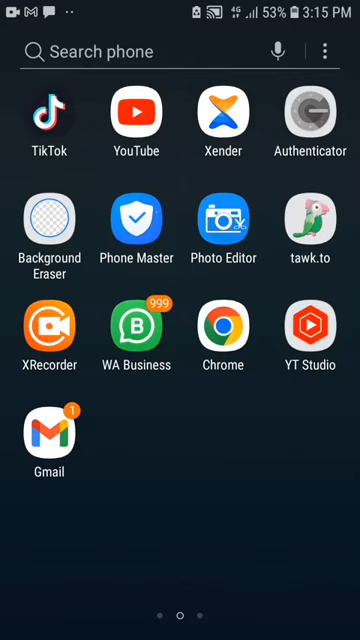 4G 53% 3:15 PM
Search phone
TikTok YouTube Xender Authenticator
Background Eraser Phone Master Photo Editor tawk.to
999
XRecorder WA Business Chrome YT Studio
1
Gmail